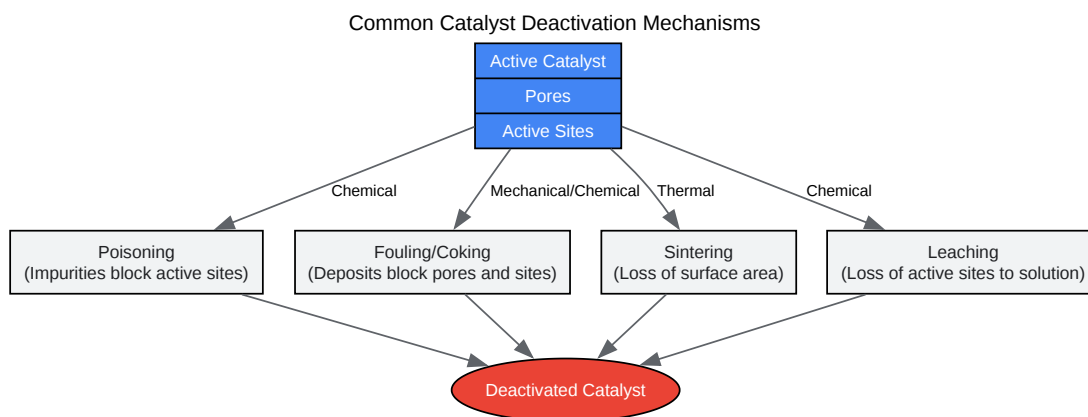 Common Catalyst Deactivation Mechanisms
Active Catalyst
Pores
Active Sites
Chemical
Mechanical/Chemical
Thermal
Chemical
Poisoning
(Impurities block active sites)
Fouling/Coking
(Deposits block pores and sites)
Sintering
(Loss of surface area)
Leaching
(Loss of active sites to solution)
Deactivated Catalyst